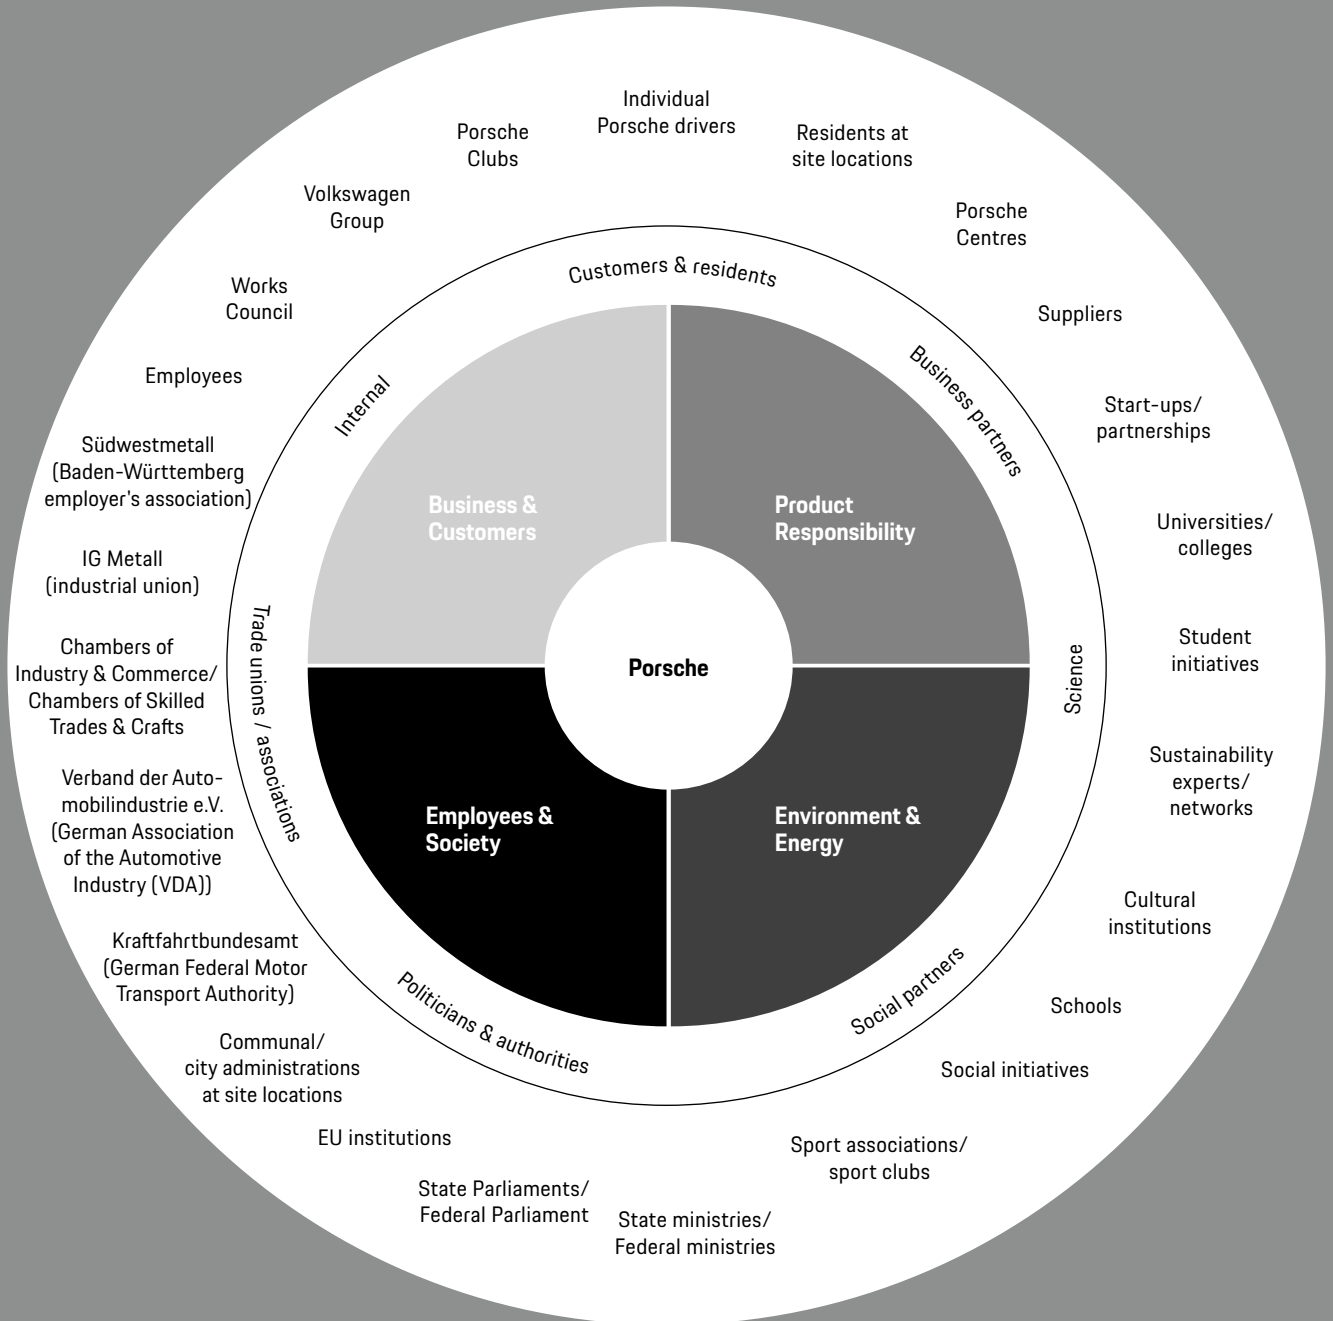 Individual
Porsche drivers
Residents at
site locations
Porsche
Centres
Suppliers
Start-ups/
partnerships
Universities/
colleges
Student
initiatives
Sustainability
experts/
networks
Cultural
institutions
Schools
Social initiatives
Sport associations/
sport clubs
State ministries/
Federal ministries
State Parliaments/
Federal Parliament
EU institutions
Communal/
city administrations
at site locations
Kraftfahrtbundesamt
(German Federal Motor
Transport Authority)
Verband der Auto-
mobilindustrie e.V.
(German Association
of the Automotive
Industry (VDA))
Chambers of
Industry & Commerce/
Chambers of Skilled
Trades & Crafts
IG Metall
(industrial union)
Südwestmetall
(Baden-Württemberg
employer's association)
Employees
Works
Council
Volkswagen
Group
Porsche
Clubs
Customers & residents
Business partners
Science
Social partners
Politicians & authorities
Trade unions / associations
Internal
Business &
Customers
Product
Responsibility
Porsche
Employees &
Society
Environment &
Energy